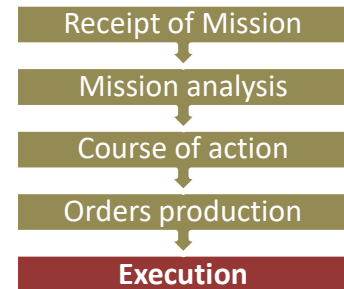 Receipt of Mission
Mission analysis
Course of action
Orders production
Execution